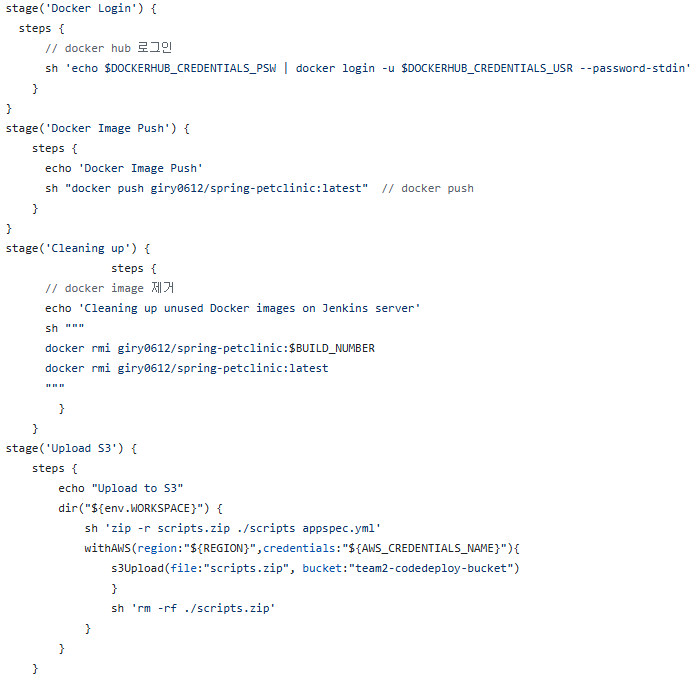 stage('Docker Login') {
  steps {
      // docker hub 로그인
      sh 'echo $DOCKERHUB_CREDENTIALS_PSW | docker login -u $DOCKERHUB_CREDENTIALS_USR --password-stdin'
    }
}
stage('Docker Image Push') {
    steps {
      echo 'Docker Image Push'
      sh "docker push giry0612/spring-petclinic:latest"  // docker push
    }
}
stage('Cleaning up') {
                steps {
      // docker image 제거
      echo 'Cleaning up unused Docker images on Jenkins server'
      sh """
      docker rmi giry0612/spring-petclinic:$BUILD_NUMBER
      docker rmi giry0612/spring-petclinic:latest
      """
        }
    }
stage('Upload S3') {
    steps {
        echo "Upload to S3"
        dir("${env.WORKSPACE}") {
            sh 'zip -r scripts.zip ./scripts appspec.yml'
            withAWS(region:"${REGION}",credentials:"${AWS_CREDENTIALS_NAME}"){
                s3Upload(file:"scripts.zip", bucket:"team2-codedeploy-bucket")
                }
                sh 'rm -rf ./scripts.zip'
            }
        }
    }